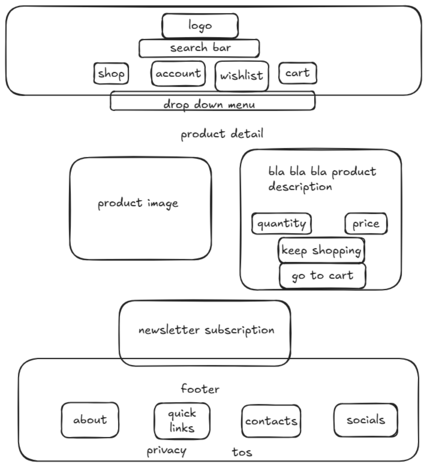 logo
search bar
shop account wishlist cart
drop down menu
product detail
product image
bla bla bla product
description
quantity price
keep shopping
go to cart
newsletter subscription
footer
about quick links contacts socials
privacy tos